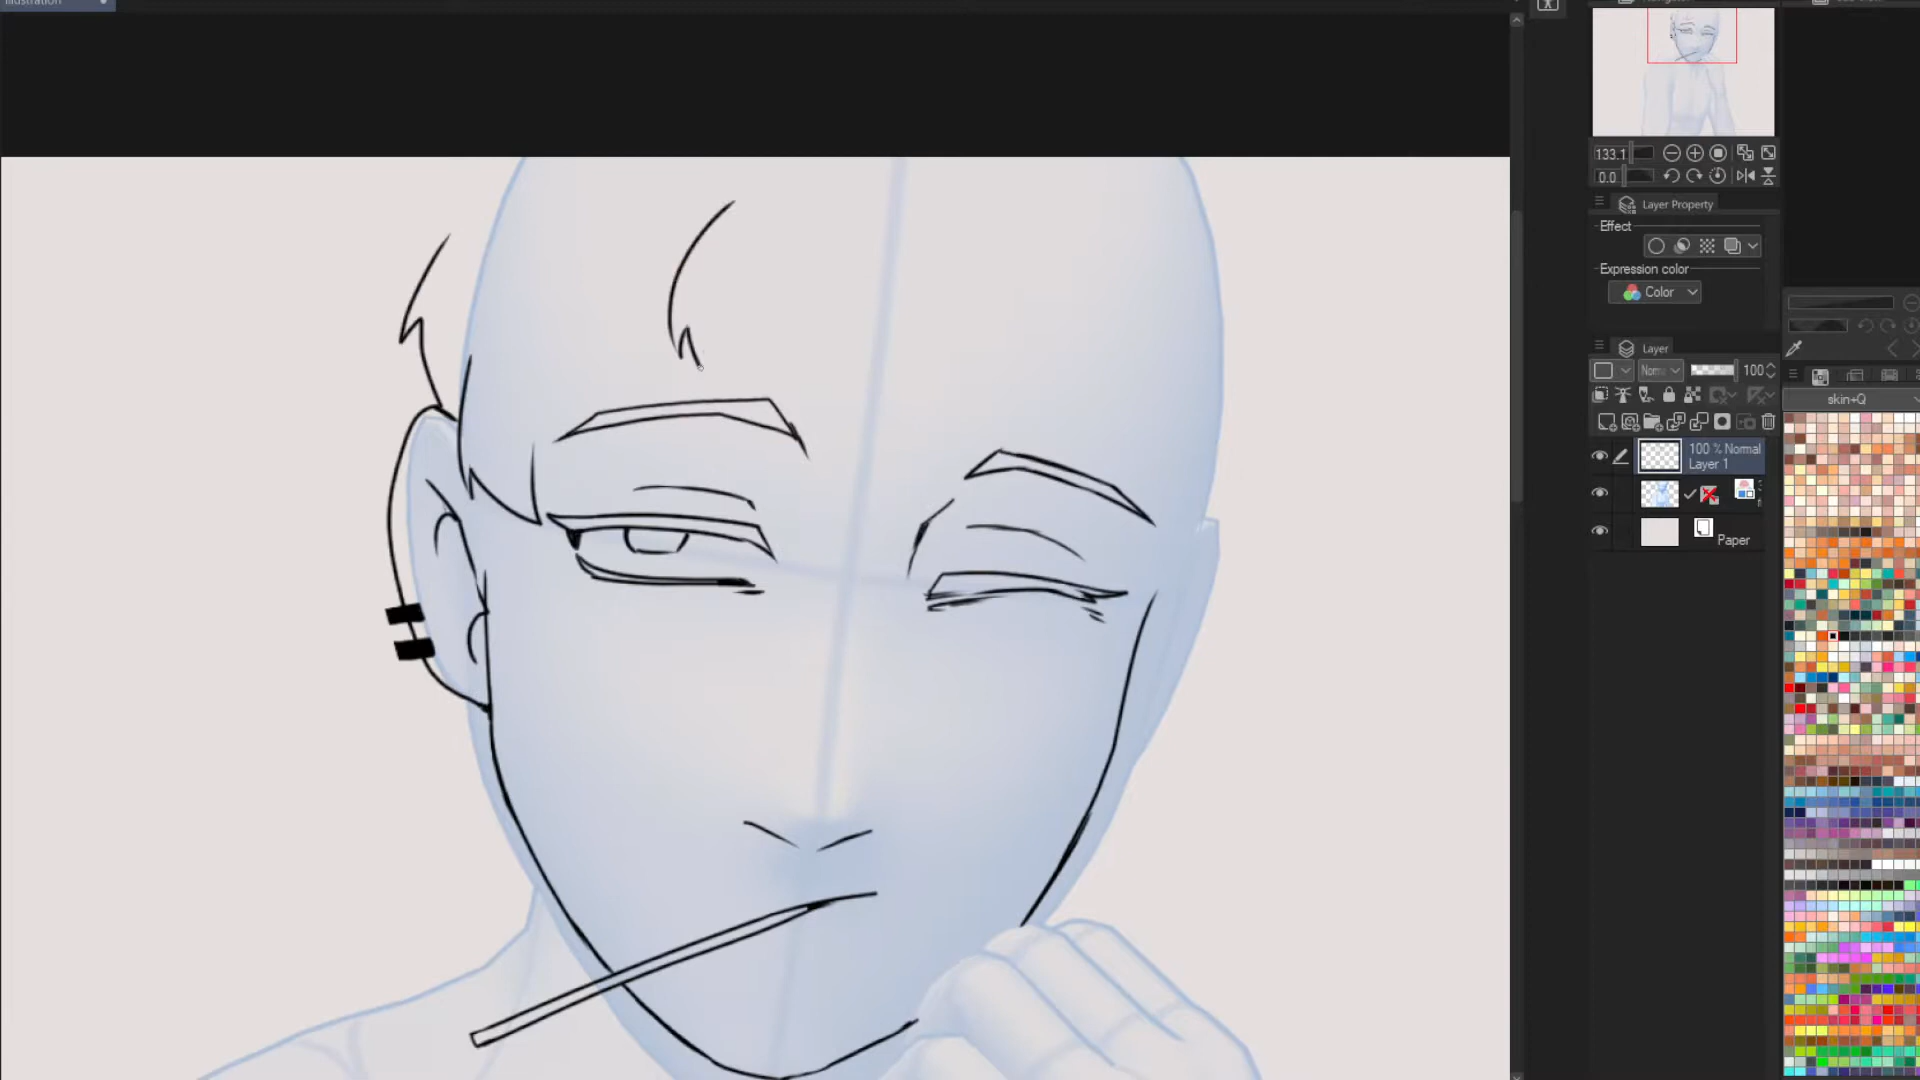 Illustration
133.1
0.0
Layer Property
Effect
Expression color
Color
Layer
Norma
100
skin+Q
100 % Normal
Layer 1
Paper